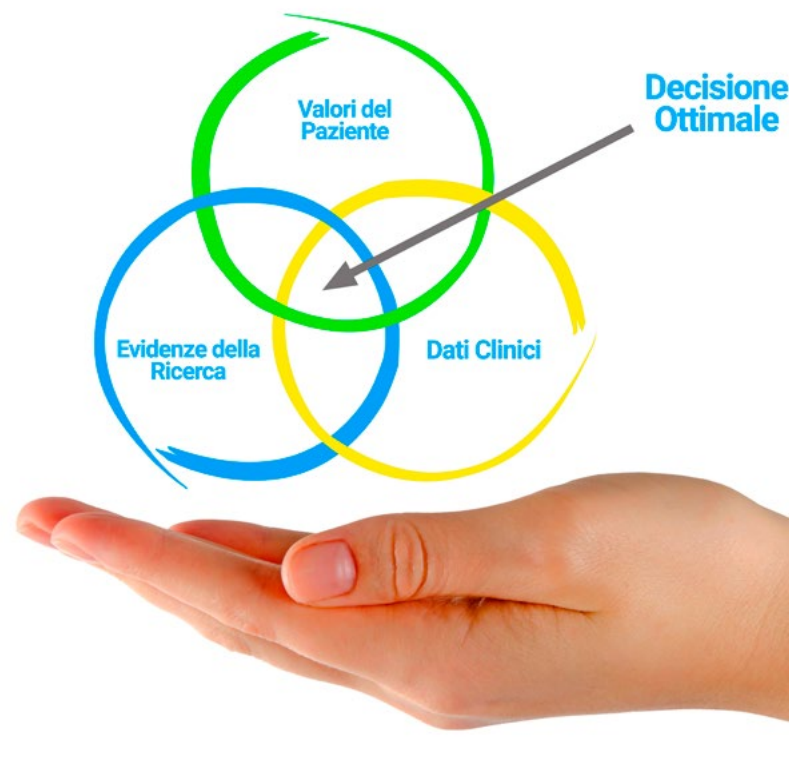 Valori del
Paziente
Decisione
Ottimale
Evidenze della
Ricerca
Dati Clinici